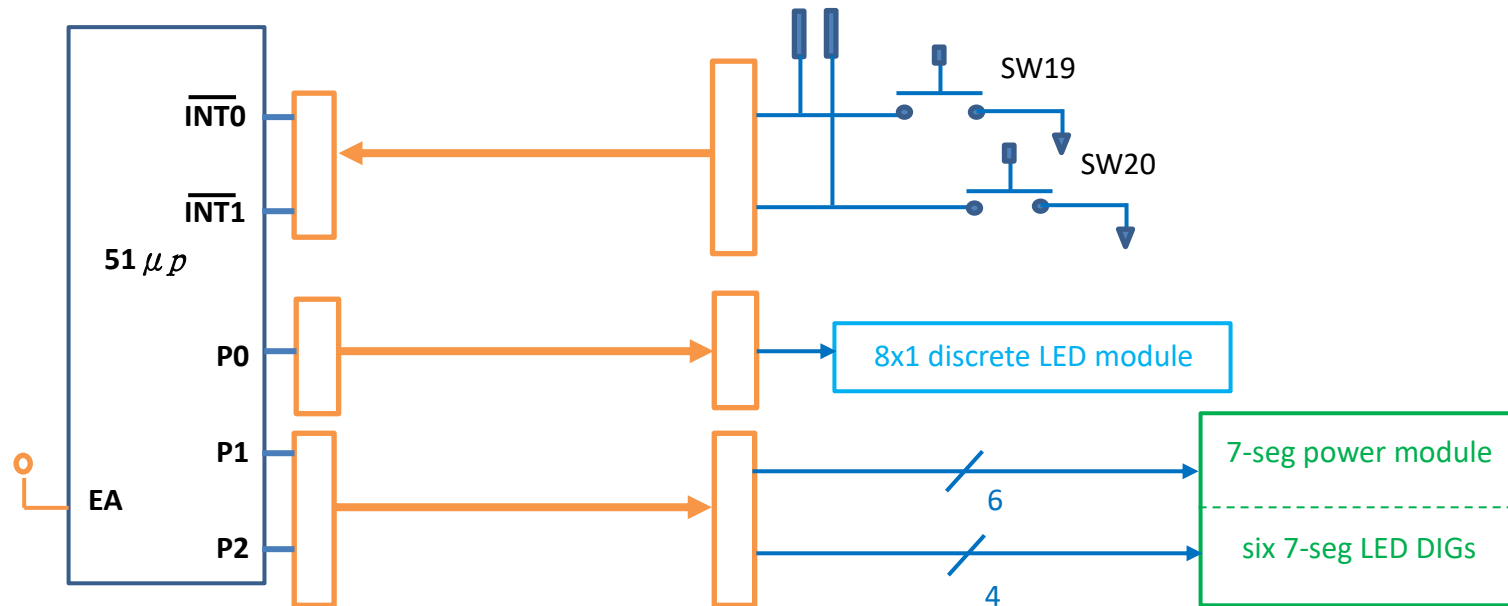 SW19
INT0
SW20
INT1
51 μp
P0
8x1 discrete LED module
P1
7-seg power module
6
EA
P2
six 7-seg LED DIGs
4